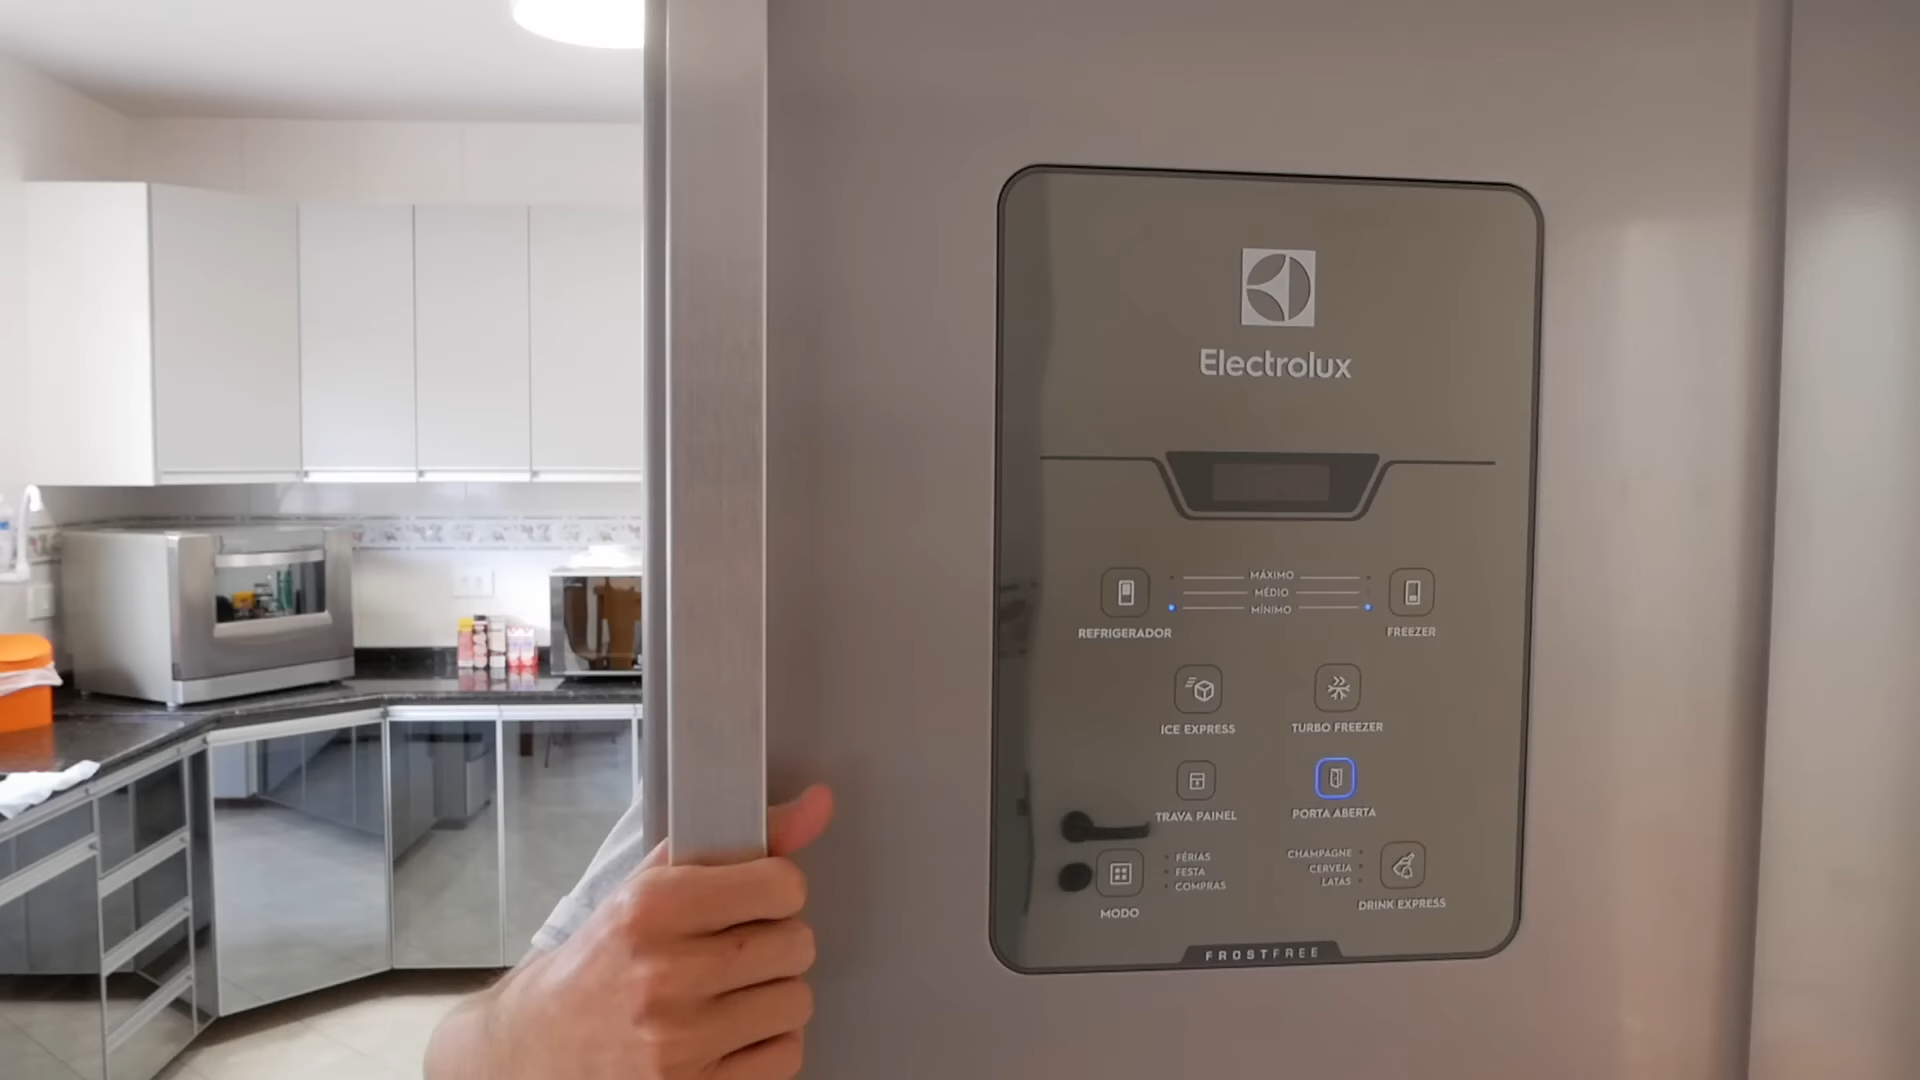 Electrolux
MÁXIMO
MÉDIO
MÍNIMO
REFRIGERADOR
FREEZER
ICE EXPRESS
TURBO FREEZER
TRAVA PAINEL
PORTA ABERTA
FÉRIAS
FESTA
COMPRAS
MODO
CHAMPAGNE
CERVEJA
LATAS
DRINK EXPRESS
FROSTFREE